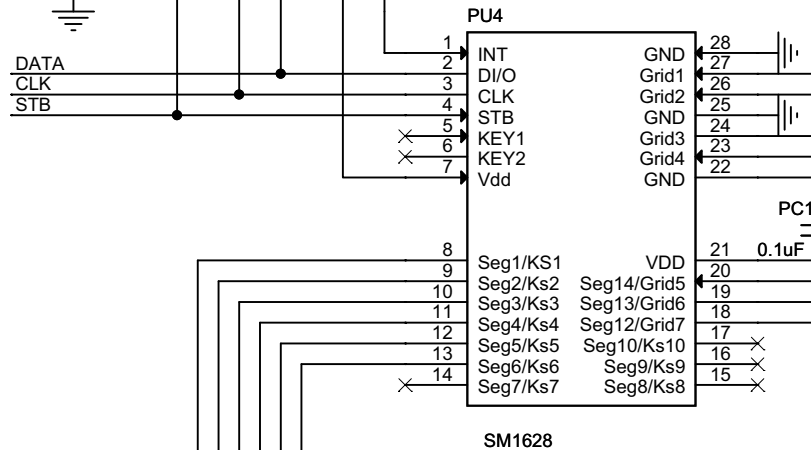 PU4
DATA
CLK
STB
1 INT
2 DI/O
3 CLK
4 STB
5 KEY1
6 KEY2
7 Vdd
8 Seg1/KS1
9 Seg2/Ks2
10 Seg3/Ks3
11 Seg4/Ks4
12 Seg5/Ks5
13 Seg6/Ks6
14 Seg7/Ks7
GND 28
Grid1 27
Grid2 26
GND 25
Grid3 24
Grid4 23
GND 22
PC1
0.1uF
VDD 21
Seg14/Grid5 20
Seg13/Grid6 19
Seg12/Grid7 18
Seg10/Ks10 17
Seg9/Ks9 16
Seg8/Ks8 15
SM1628